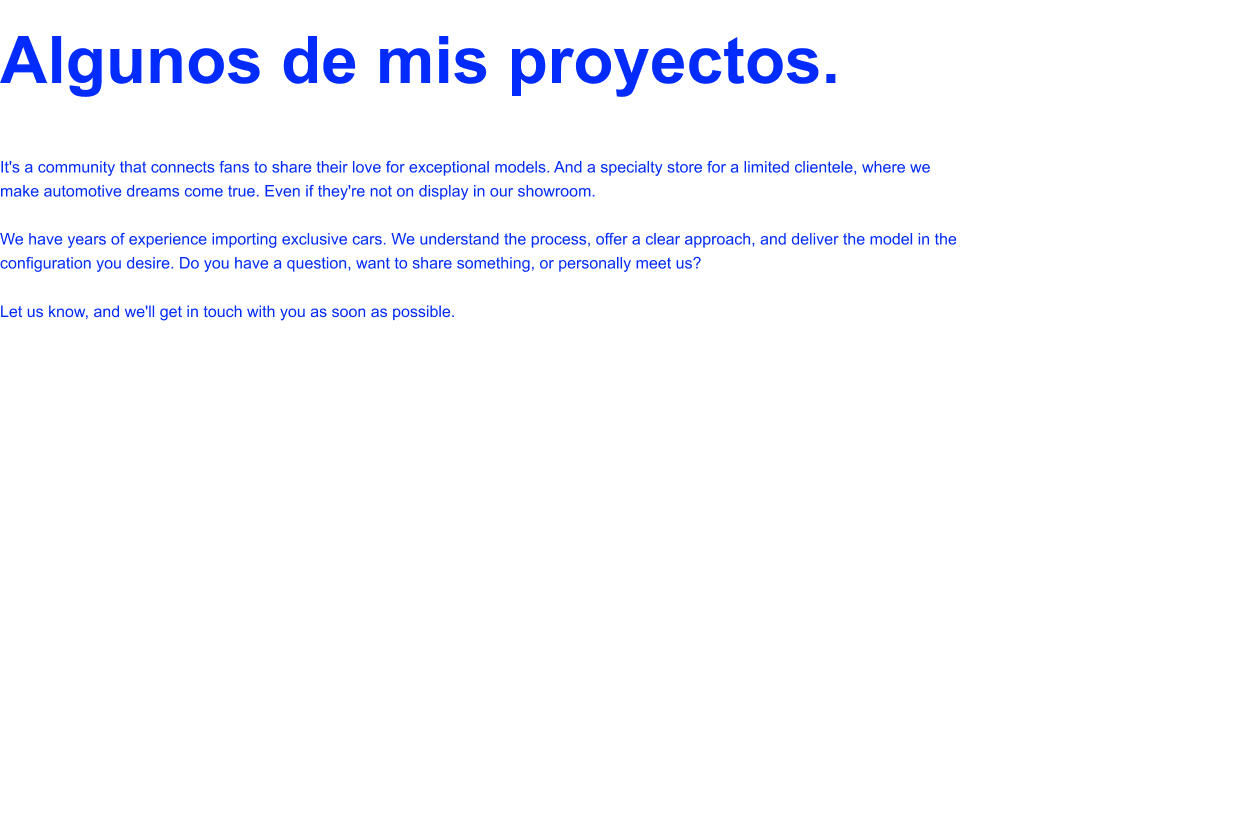 Algunos de mis proyectos.
It's a community that connects fans to share their love for exceptional models. And a specialty store for a limited clientele, where we
make automotive dreams come true. Even if they're not on display in our showroom.
We have years of experience importing exclusive cars. We understand the process, offer a clear approach, and deliver the model in the
configuration you desire. Do you have a question, want to share something, or personally meet us?
Let us know, and we'll get in touch with you as soon as possible.